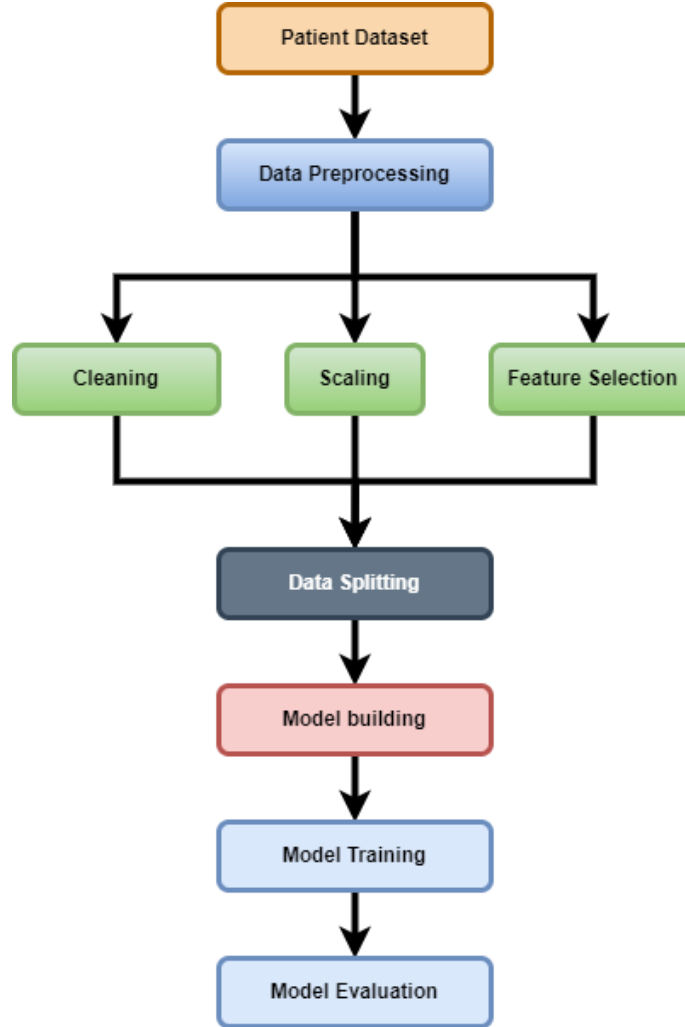 Patient Dataset
Data Preprocessing
Cleaning
Scaling
Feature Selection
Data Splitting
Model building
Model Training
Model Evaluation